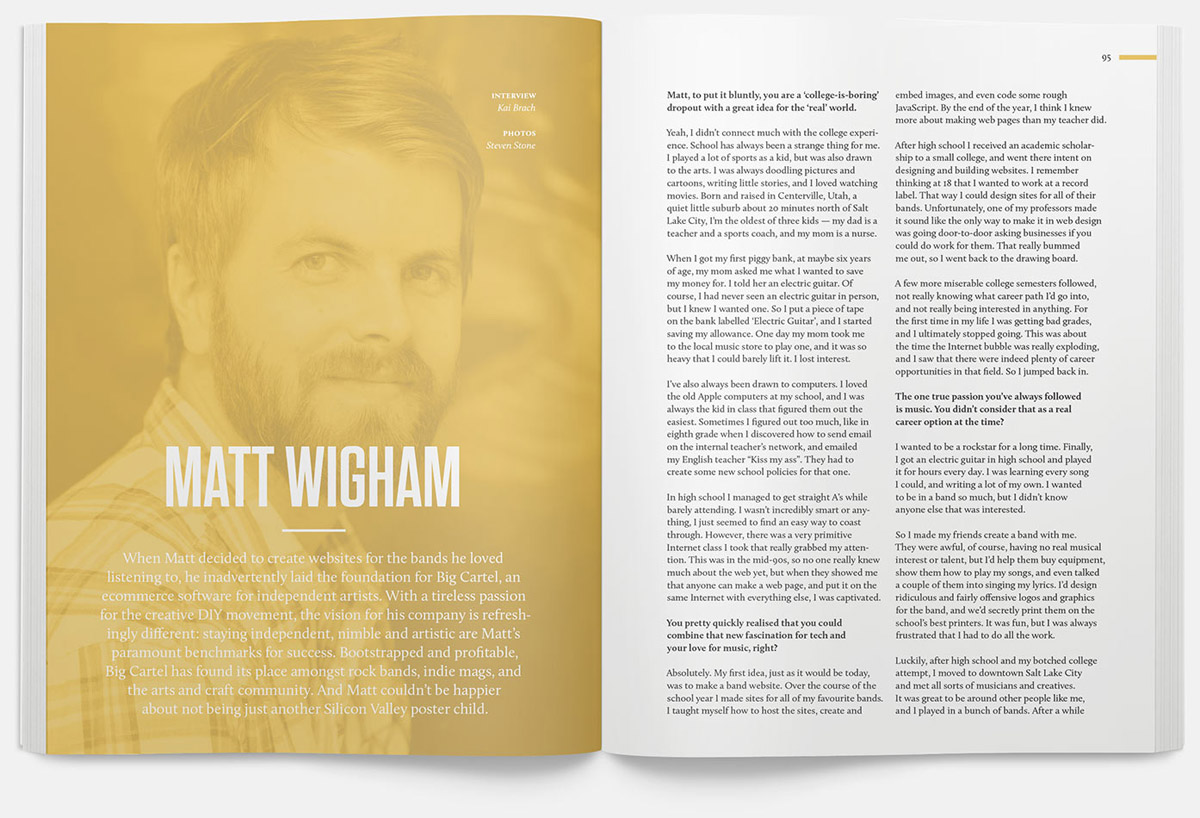 INTERVIEW
Kai Brach
PHOTOS
Steven Stone
MATT WIGHAM
When Matt decided to create websites for the bands he loved
listening to, he inadvertently laid the foundation for Big Cartel, an
ecommerce software for independent artists. With a tireless passion
for the creative DIY movement, the vision for his company is refresh-
ingly different: staying independent, nimble and artistic are Matt's
paramount benchmarks for success. Bootstrapped and profitable,
Big Cartel has found its place amongst rock bands, indie mags, and
the arts and craft community. And Matt couldn't be happier
about not being just another Silicon Valley poster child.
95
Matt, to put it bluntly, you are a ‘college-is-boring’
dropout with a great idea for the ‘real’ world.
Yeah, I didn't connect much with the college experi-
ence. School has always been a strange thing for me.
I played a lot of sports as a kid, but was also drawn
to the arts. I was always doodling pictures and
cartoons, writing little stories, and I loved watching
movies. Born and raised in Centerville, Utah, a
quiet little suburb about 20 minutes north of Salt
Lake City, I'm the oldest of three kids — my dad is a
teacher and a sports coach, and my mom is a nurse.
When I got my first piggy bank, at maybe six years
of age, my mom asked me what I wanted to save
my money for. I told her an electric guitar. Of
course, I had never seen an electric guitar in person,
but I knew I wanted one. So I put a piece of tape
on the bank labelled ‘Electric Guitar’, and I started
saving my allowance. One day my mom took me
to the local music store to play one, and it was so
heavy that I could barely lift it. I lost interest.
I've also always been drawn to computers. I loved
the old Apple computers at my school, and I was
always the kid in class that figured them out the
easiest. Sometimes I figured out too much, like in
eighth grade when I discovered how to send email
on the internal teacher's network, and emailed
my English teacher “Kiss my ass”. They had to
create some new school policies for that one.
In high school I managed to get straight A's while
barely attending. I wasn't incredibly smart or any-
thing, I just seemed to find an easy way to coast
through. However, there was a very primitive
Internet class I took that really grabbed my atten-
tion. This was in the mid-90s, so no one really knew
much about the web yet, but when they showed me
that anyone can make a web page, and put it on the
same Internet with everything else, I was captivated.
You pretty quickly realised that you could
combine that new fascination for tech and
your love for music, right?
Absolutely. My first idea, just as it would be today,
was to make a band website. Over the course of the
school year I made sites for all of my favourite bands.
I taught myself how to host the sites, create and
embed images, and even code some rough
JavaScript. By the end of the year, I think I knew
more about making web pages than my teacher did.
After high school I received an academic scholar-
ship to a small college, and went there intent on
designing and building websites. I remember
thinking at 18 that I wanted to work at a record
label. That way I could design sites for all of their
bands. Unfortunately, one of my professors made
it sound like the only way to make it in web design
was going door-to-door asking businesses if you
could do work for them. That really bummed
me out, so I went back to the drawing board.
A few more miserable college semesters followed,
not really knowing what career path I'd go into,
and not really being interested in anything. For
the first time in my life I was getting bad grades,
and I ultimately stopped going. This was about
the time the Internet bubble was really exploding,
and I saw that there were indeed plenty of career
opportunities in that field. So I jumped back in.
The one true passion you've always followed
is music. You didn't consider that as a real
career option at the time?
I wanted to be a rockstar for a long time. Finally,
I got an electric guitar in high school and played
it for hours every day. I was learning every song
I could, and writing a lot of my own. I wanted
to be in a band so much, but I didn't know
anyone else that was interested.
So I made my friends create a band with me.
They were awful, of course, having no real musical
interest or talent, but I'd help them buy equipment,
show them how to play my songs, and even talked
a couple of them into singing my lyrics. I'd design
ridiculous and fairly offensive logos and graphics
for the band, and we'd secretly print them on the
school's best printers. It was fun, but I was always
frustrated that I had to do all the work.
Luckily, after high school and my botched college
attempt, I moved to downtown Salt Lake City
and met all sorts of musicians and creatives.
It was great to be around other people like me,
and I played in a bunch of bands. After a while